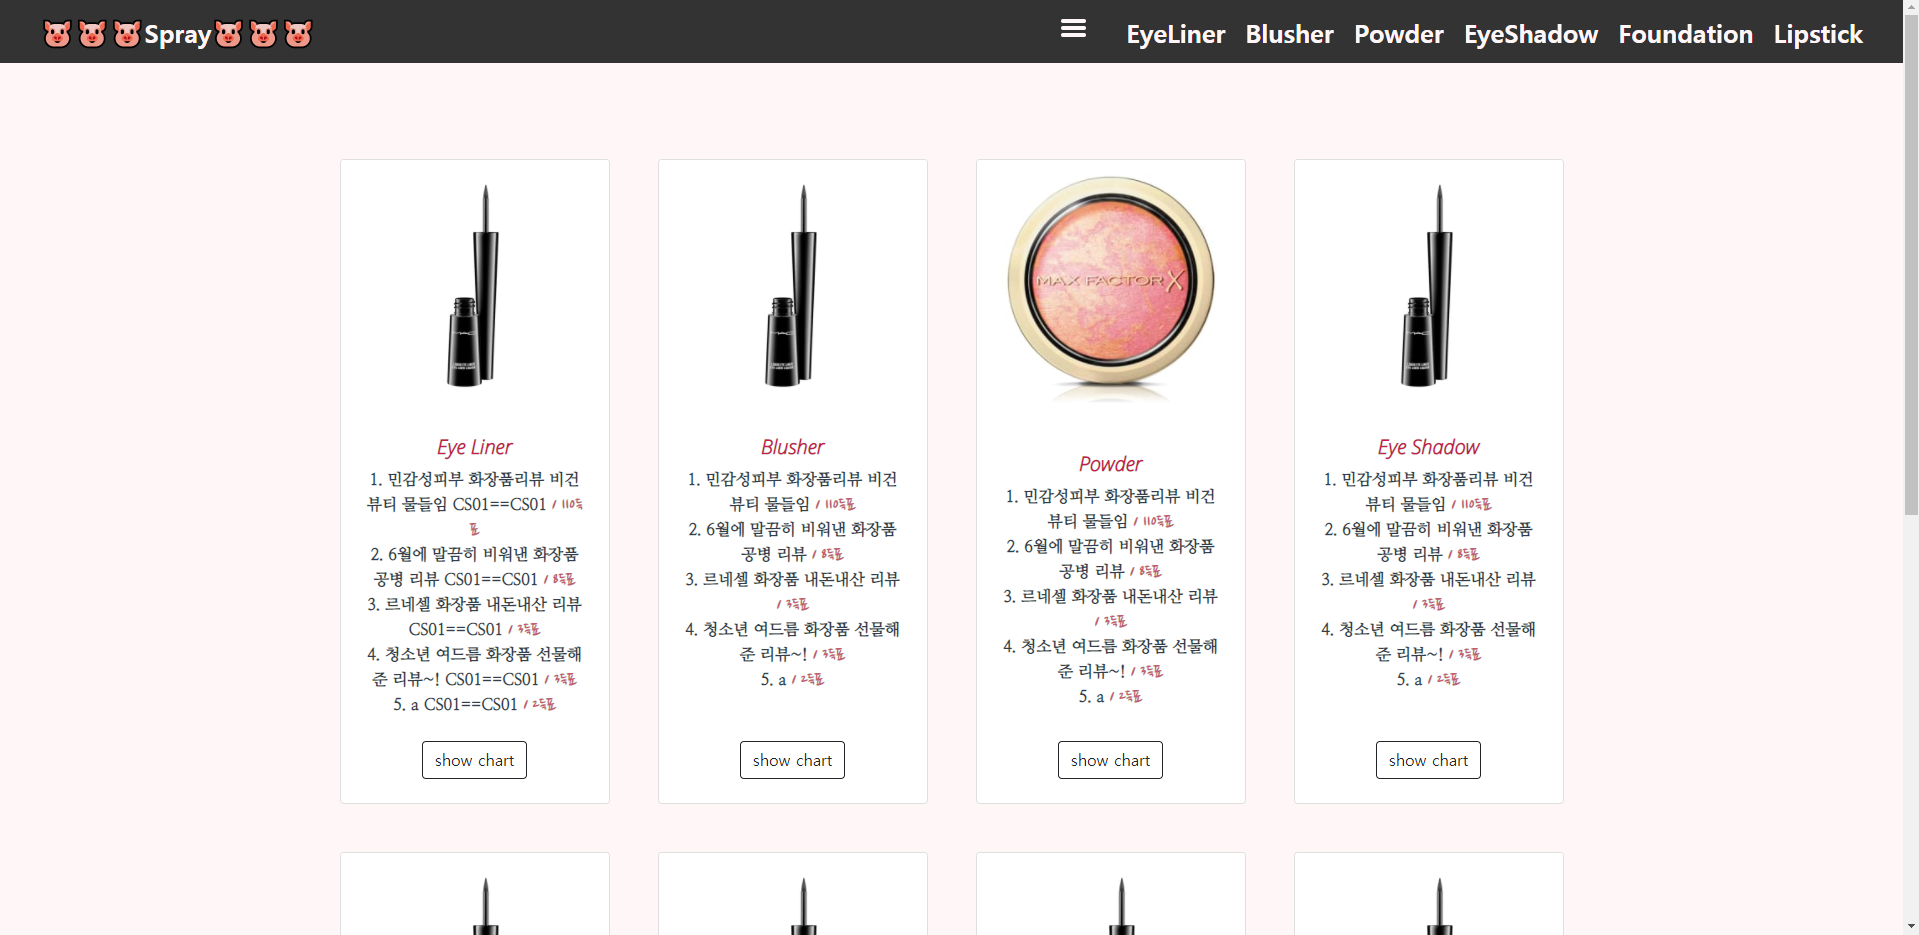 🐷🐷🐷Spray🐷🐷🐷
EyeLiner Blusher Powder EyeShadow Foundation Lipstick
MAC
MAX FACTOR X
MAC
MAC
Eye Liner
1. 민감성피부 화장품리뷰 비건
뷰티 물들임 CS01==CS01 / 110득
표
2. 6월에 말끔히 비워낸 화장품
공병 리뷰 CS01==CS01 / 8득표
3. 르네셀 화장품 내돈내산 리뷰
CS01==CS01 / 3득표
4. 청소년 여드름 화장품 선물해
준 리뷰~! CS01==CS01 / 3득표
5. a CS01==CS01 / 2득표
show chart
Blusher
1. 민감성피부 화장품리뷰 비건
뷰티 물들임 / 110득표
2. 6월에 말끔히 비워낸 화장품
공병 리뷰 / 8득표
3. 르네셀 화장품 내돈내산 리뷰
/ 3득표
4. 청소년 여드름 화장품 선물해
준 리뷰~! / 3득표
5. a / 2득표
show chart
Powder
1. 민감성피부 화장품리뷰 비건
뷰티 물들임 / 110득표
2. 6월에 말끔히 비워낸 화장품
공병 리뷰 / 8득표
3. 르네셀 화장품 내돈내산 리뷰
/ 3득표
4. 청소년 여드름 화장품 선물해
준 리뷰~! / 3득표
5. a / 2득표
show chart
Eye Shadow
1. 민감성피부 화장품리뷰 비건
뷰티 물들임 / 110득표
2. 6월에 말끔히 비워낸 화장품
공병 리뷰 / 8득표
3. 르네셀 화장품 내돈내산 리뷰
/ 3득표
4. 청소년 여드름 화장품 선물해
준 리뷰~! / 3득표
5. a / 2득표
show chart